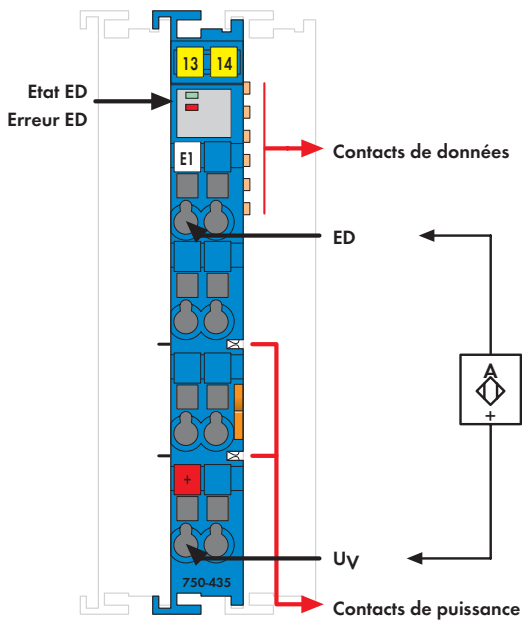 13 14
Etat ED
Erreur ED
E1
Contacts de données
ED
A
+
+
UV
750-435
Contacts de puissance